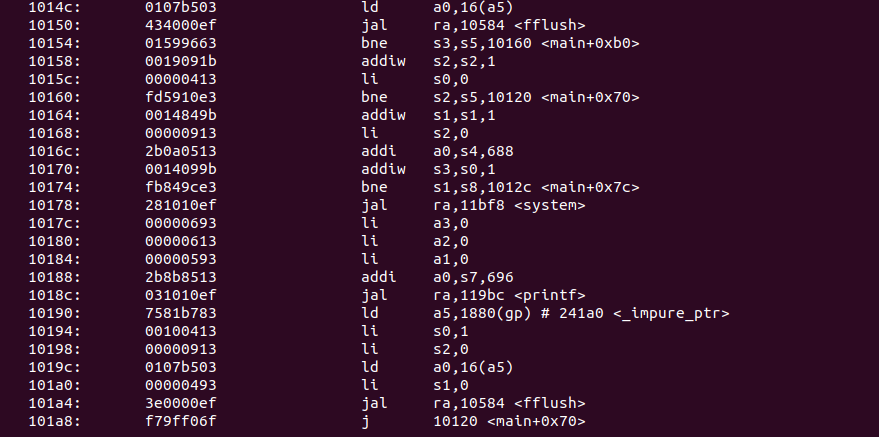 1014c: 0107b503 ld a0,16(a5)
10150: 434000ef jal ra,10584 <fflush>
10154: 01599663 bne s3,s5,10160 <main+0xb0>
10158: 0019091b addiw s2,s2,1
1015c: 00000413 li s0,0
10160: fd5910e3 bne s2,s5,10120 <main+0x70>
10164: 0014849b addiw s1,s1,1
10168: 00000913 li s2,0
1016c: 2b0a0513 addi a0,s4,688
10170: 0014099b addiw s3,s0,1
10174: fb849ce3 bne s1,s8,1012c <main+0x7c>
10178: 281010ef jal ra,11bf8 <system>
1017c: 00000693 li a3,0
10180: 00000613 li a2,0
10184: 00000593 li a1,0
10188: 2b8b8513 addi a0,s7,696
1018c: 031010ef jal ra,119bc <printf>
10190: 7581b783 ld a5,1880(gp) # 241a0 <_impure_ptr>
10194: 00100413 li s0,1
10198: 00000913 li s2,0
1019c: 0107b503 ld a0,16(a5)
101a0: 00000493 li s1,0
101a4: 3e0000ef jal ra,10584 <fflush>
101a8: f79ff06f j 10120 <main+0x70>